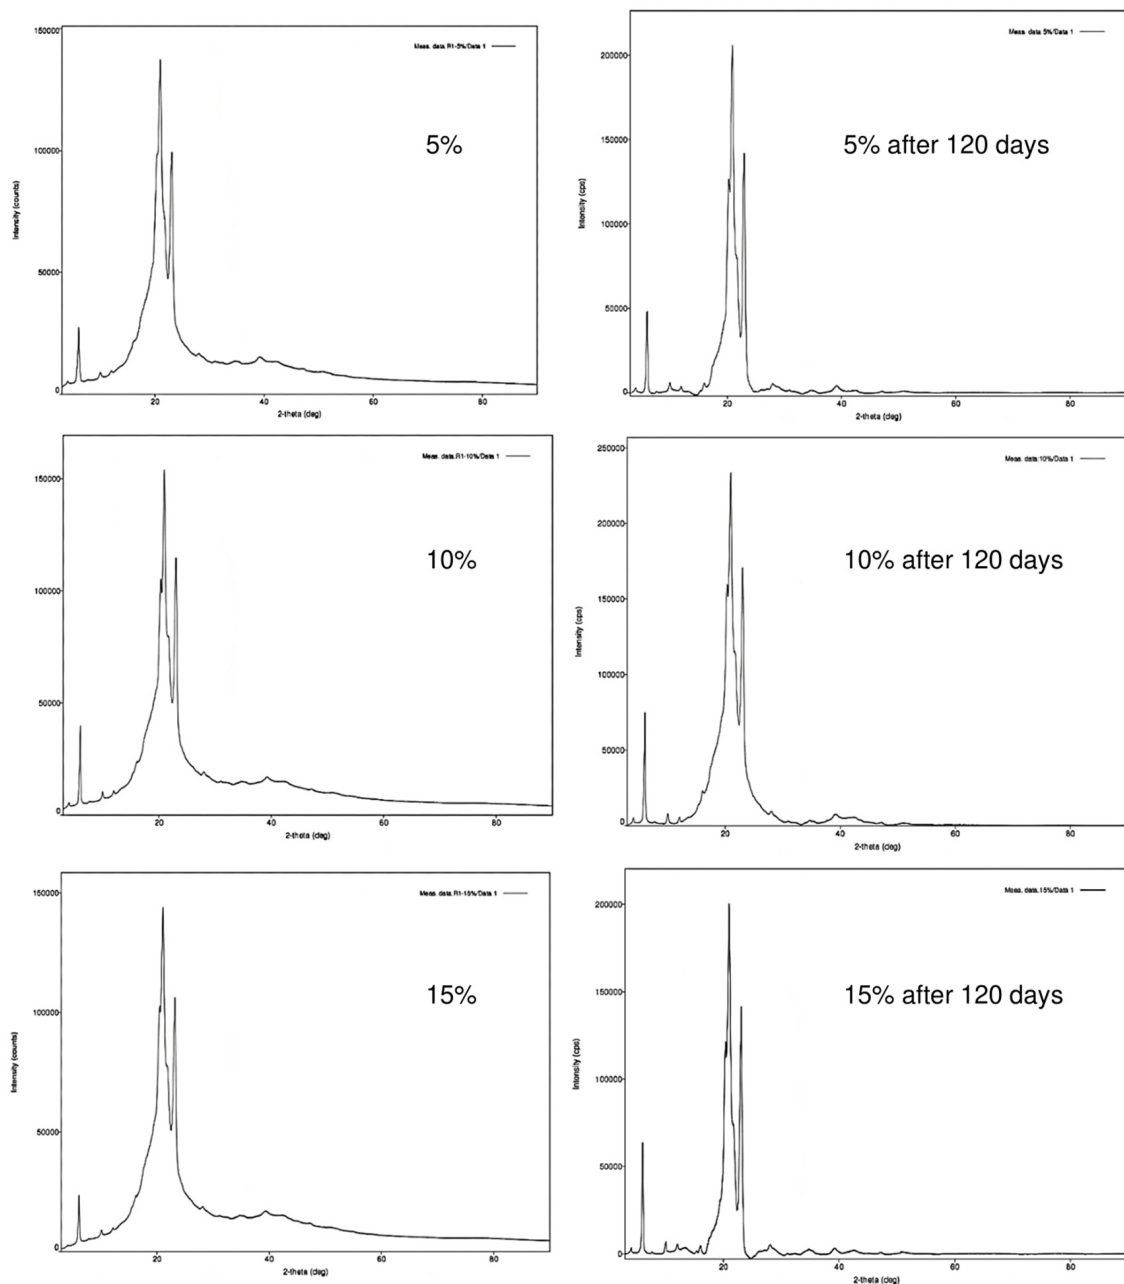 150000
Meas. data:R1-5%/Data 1
5%
100000
Intensity (counts)
50000
0
20
40
60
80
2-theta (deg)
200000
Meas. data:5%/Data 1
5% after 120 days
150000
Intensity (cps)
100000
50000
0
20
40
60
80
2-theta (deg)
150000
Meas. data:R1-10%/Data 1
10%
100000
50000
0
20
40
60
80
2-theta (deg)
250000
Meas. data:10%/Data 1
200000
10% after 120 days
150000
Intensity (cps)
100000
50000
0
20
40
60
80
2-theta (deg)
150000
Meas. data:R1-15%/Data 1
15%
100000
Intensity (counts)
50000
0
20
40
60
80
2-theta (deg)
200000
Meas. data:15%/Data 1
15% after 120 days
150000
Intensity (cps)
100000
50000
0
20
40
60
80
2-theta (deg)